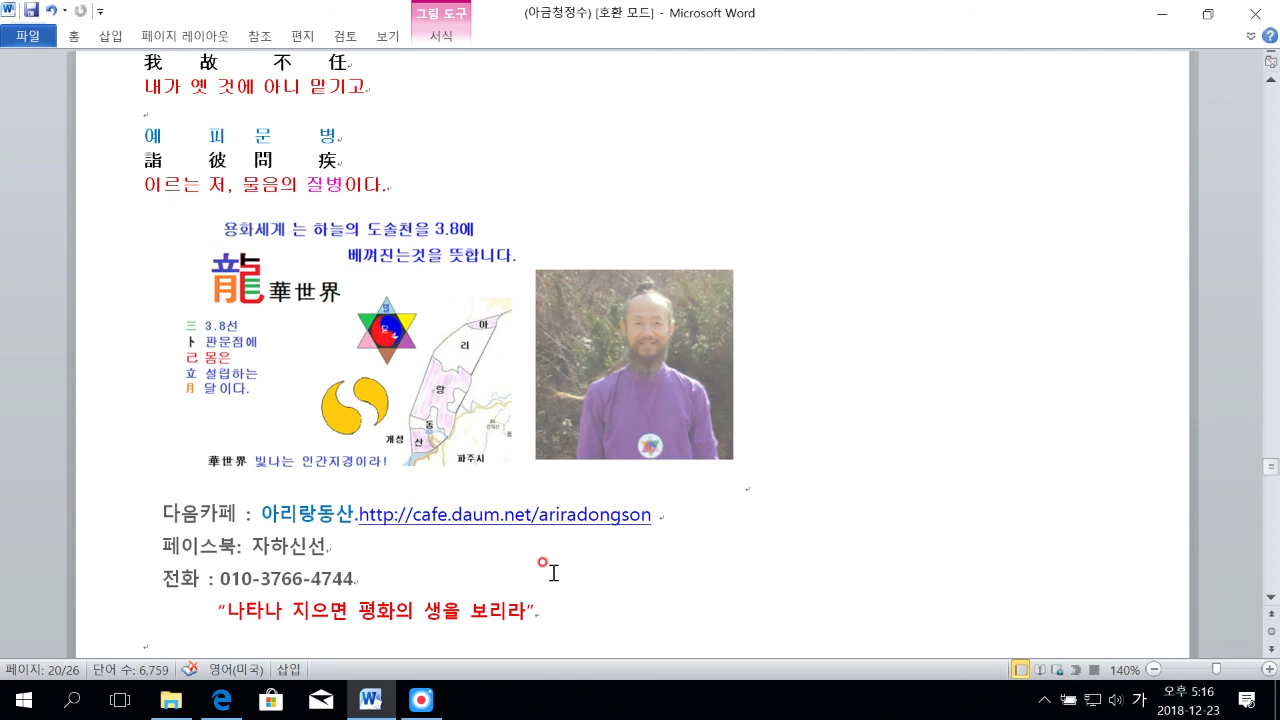 (아금청정수) [호환 모드] - Microsoft Word
그림 도구
파일 홈 삽입 페이지 레이아웃 참조 편지 검토 보기 서식
我 故 不 任
내가 옛 것에 아니 맡기고
예 피 문 병
詣 彼 問 疾
이르는 저, 물음의 질병이다.
용화세계 는 하늘의 도솔천을 3.8에
베껴진는것을 뜻합니다.
龍 華世界
三 3.8선
卜 판문점에
己 몸은
立 설립하는
月 달이다.
밝
달
아
리
랑
동
산
개성
파주시
華世界 빛나는 인간지경이라!
다음카페 : 아리랑동산.http://cafe.daum.net/ariradongson
페이스북: 자하신선
전화 : 010-3766-4744
“나타나 지으면 평화의 생을 보리라”
페이지: 20/26 단어 수: 6,759 영어(미국) 삽입 140%
가 오후 5:16
2018-12-23